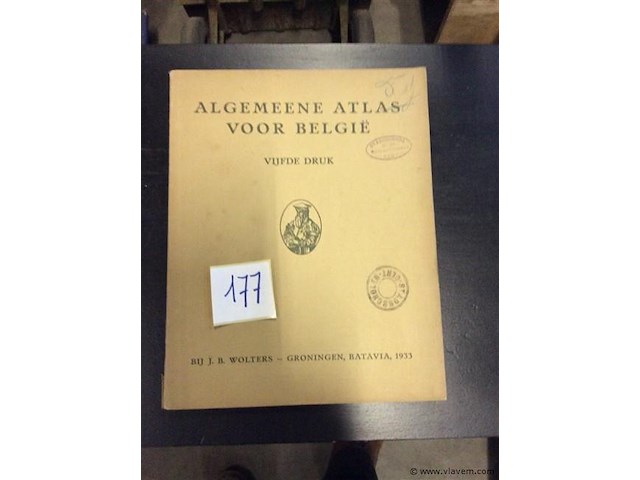 ALGEMEENE ATLAS
VOOR BELGIË
VIJFDE DRUK
177
BIJ J. B. WOLTERS – GRONINGEN, BATAVIA, 1933
© www.vlavem.com